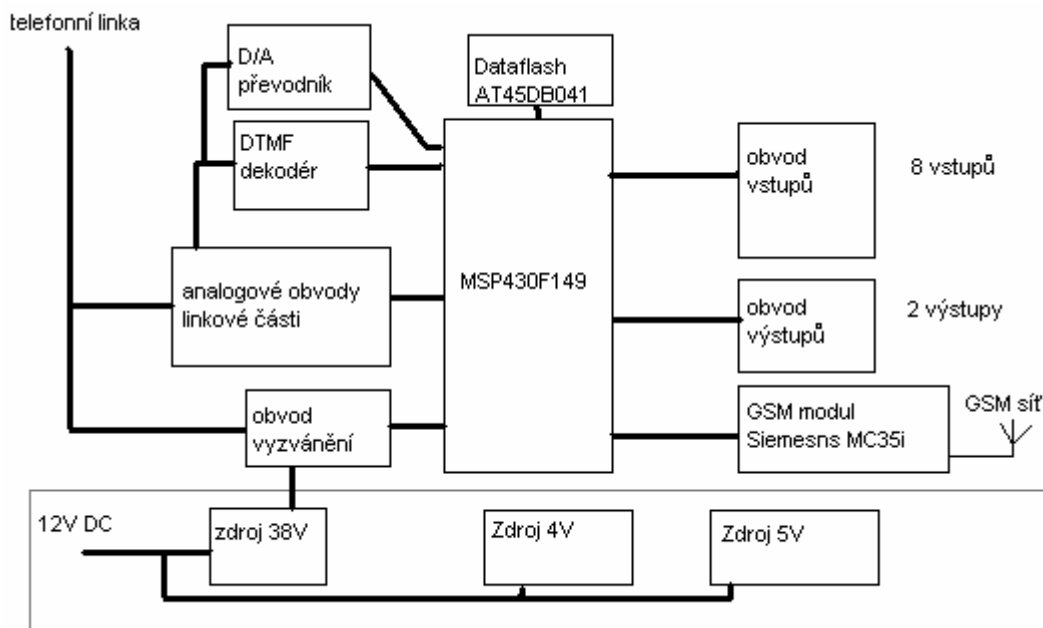 telefonní linka
D/A
převodník
Dataflash
AT45DB041
DTMF
dekodér
obvod
vstupů
8 vstupů
analogové obvody
linkové části
MSP430F149
obvod
výstupů
2 výstupy
obvod
vyzvánění
GSM modul
Siemesns MC35i
GSM síť
12V DC
zdroj 38V
Zdroj 4V
Zdroj 5V